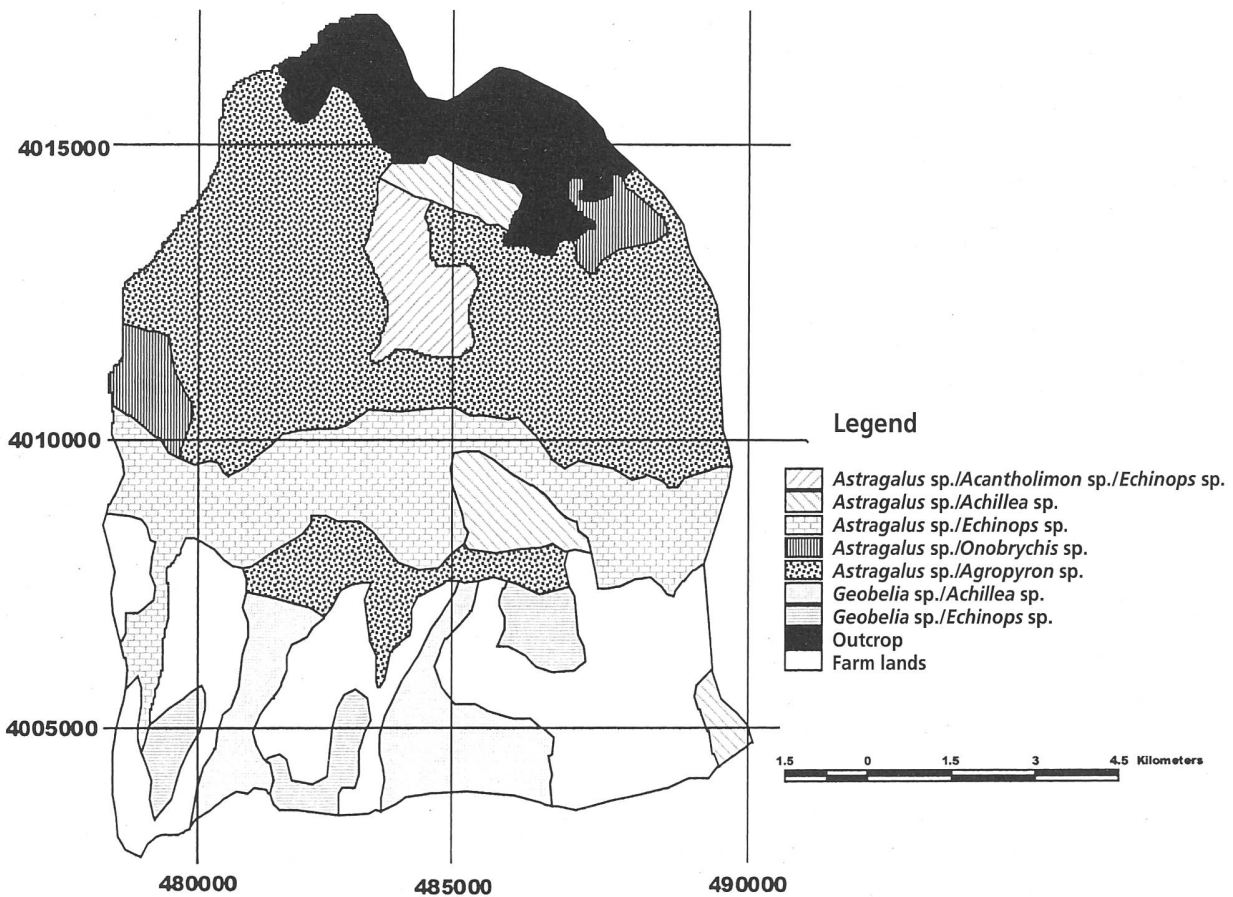 4015000
4010000
4005000
480000
485000
490000
Legend
Astragalus sp./Acantholimon sp./Echinops sp.
Astragalus sp./Achillea sp.
Astragalus sp./Echinops sp.
Astragalus sp./Onobrychis sp.
Astragalus sp./Agropyron sp.
Geobelia sp./Achillea sp.
Geobelia sp./Echinops sp.
Outcrop
Farm lands
1.5 0 1.5 3 4.5 Kilometers